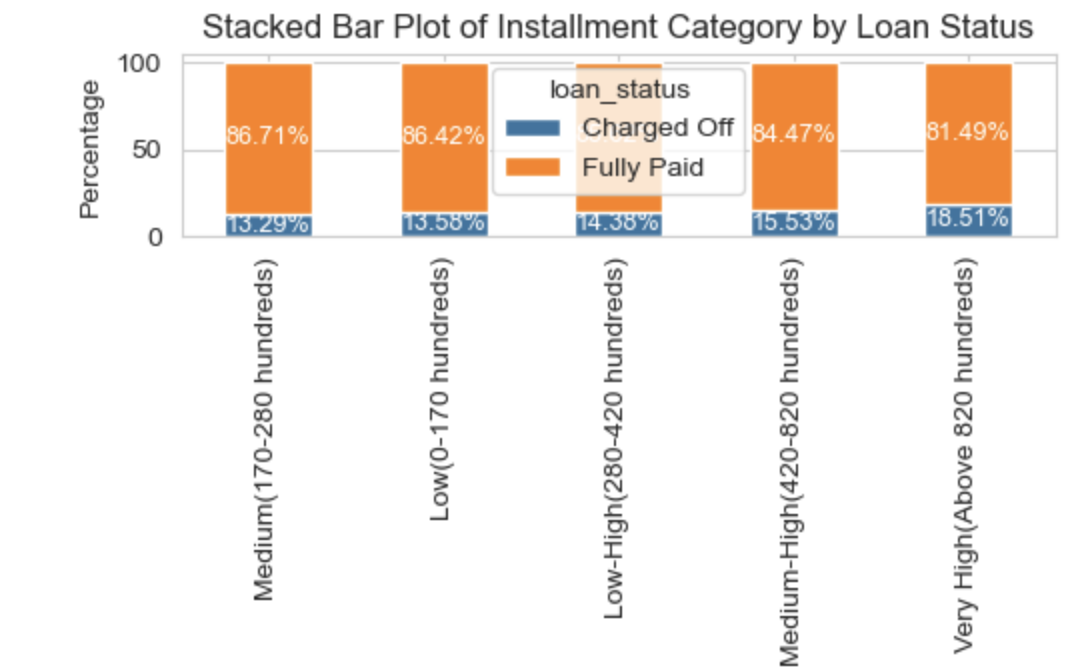 Stacked Bar Plot of Installment Category by Loan Status
Percentage
100
50
0
86.71%
86.42%
84.47%
81.49%
13.29%
13.58%
14.38%
15.53%
18.51%
loan_status
Charged Off
Fully Paid
Medium(170-280 hundreds)
Low(0-170 hundreds)
Low-High(280-420 hundreds)
Medium-High(420-820 hundreds)
Very High(Above 820 hundreds)